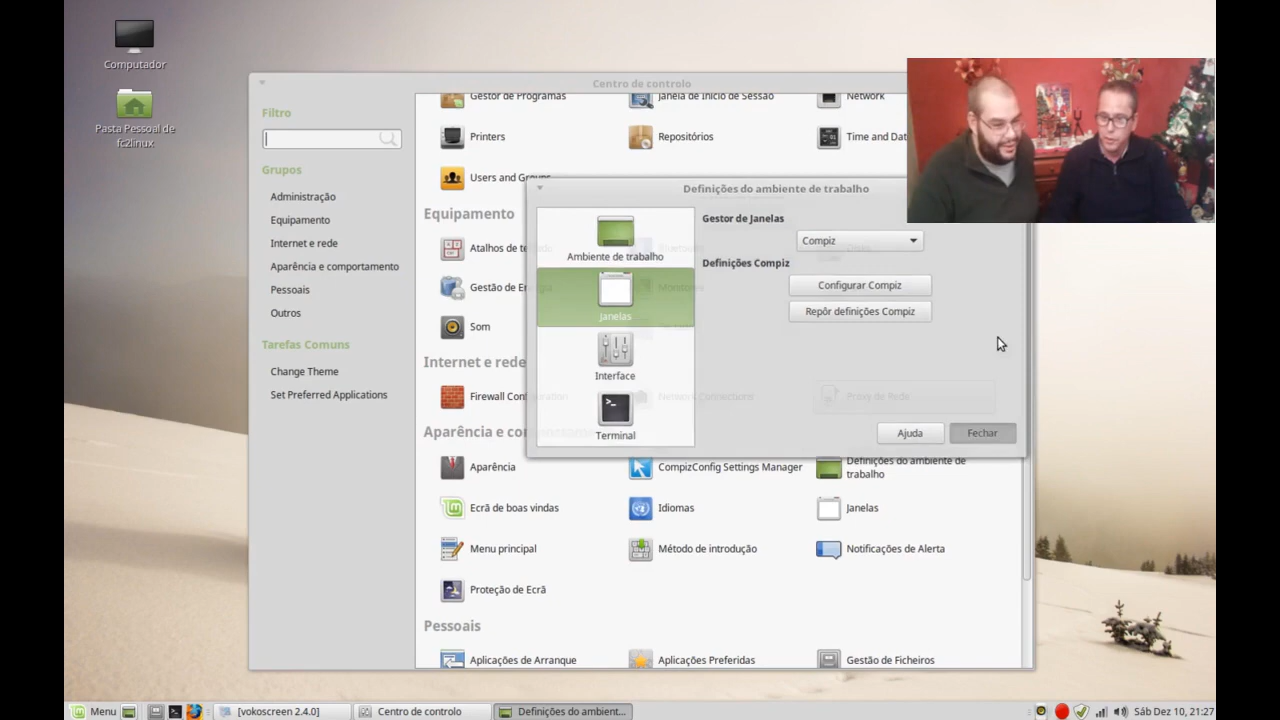 Computador
Pasta Pessoal de
fc2linux
Centro de controlo
Filtro
Grupos
Administração
Equipamento
Internet e rede
Aparência e comportamento
Pessoais
Outros
Tarefas Comuns
Change Theme
Set Preferred Applications
Gestor de Programas
Janela de Início de Sessão
Network
Printers
Repositórios
Time and Dat
Users and Groups
Equipamento
Atalhos de te
Gestão de Energia
Som
Internet e rede
Firewall Con
Network Connections
Proxy de Rede
Aparência e comportamento
Aparência
CompizConfig Settings Manager
Definições do ambiente de
trabalho
Ecrã de boas vindas
Idiomas
Janelas
Menu principal
Método de introdução
Notificações de Alerta
Proteção de Ecrã
Pessoais
Aplicações de Arranque
Aplicações Preferidas
Gestão de Ficheiros
Definições do ambiente de trabalho
Ambiente de trabalho
Janelas
Interface
Terminal
Gestor de Janelas
Compiz
Definições Compiz
Configurar Compiz
Repôr definições Compiz
Ajuda
Fechar
Menu
[vokoscreen 2.4.0]
Centro de controlo
Definições do ambient...
Sáb Dez 10, 21:27